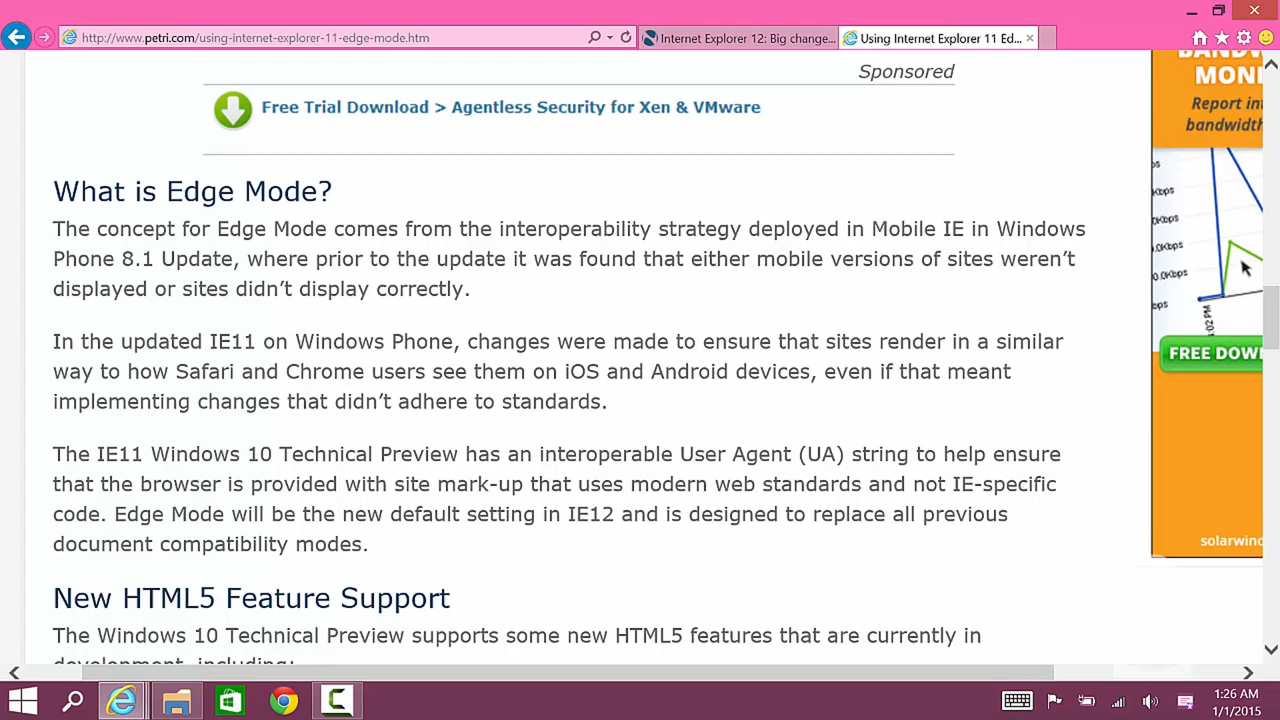 http://www.petri.com/using-internet-explorer-11-edge-mode.htm
Internet Explorer 12: Big change...
Using Internet Explorer 11 Ed...
Sponsored
Free Trial Download > Agentless Security for Xen & VMware
MONI
Report in
bandwidth
What is Edge Mode?
The concept for Edge Mode comes from the interoperability strategy deployed in Mobile IE in Windows
Phone 8.1 Update, where prior to the update it was found that either mobile versions of sites weren’t
displayed or sites didn’t display correctly.
In the updated IE11 on Windows Phone, changes were made to ensure that sites render in a similar
way to how Safari and Chrome users see them on iOS and Android devices, even if that meant
implementing changes that didn’t adhere to standards.
The IE11 Windows 10 Technical Preview has an interoperable User Agent (UA) string to help ensure
that the browser is provided with site mark-up that uses modern web standards and not IE-specific
code. Edge Mode will be the new default setting in IE12 and is designed to replace all previous
document compatibility modes.
FREE DOW
solarwind
New HTML5 Feature Support
The Windows 10 Technical Preview supports some new HTML5 features that are currently in
development, including:
1:26 AM
1/1/2015